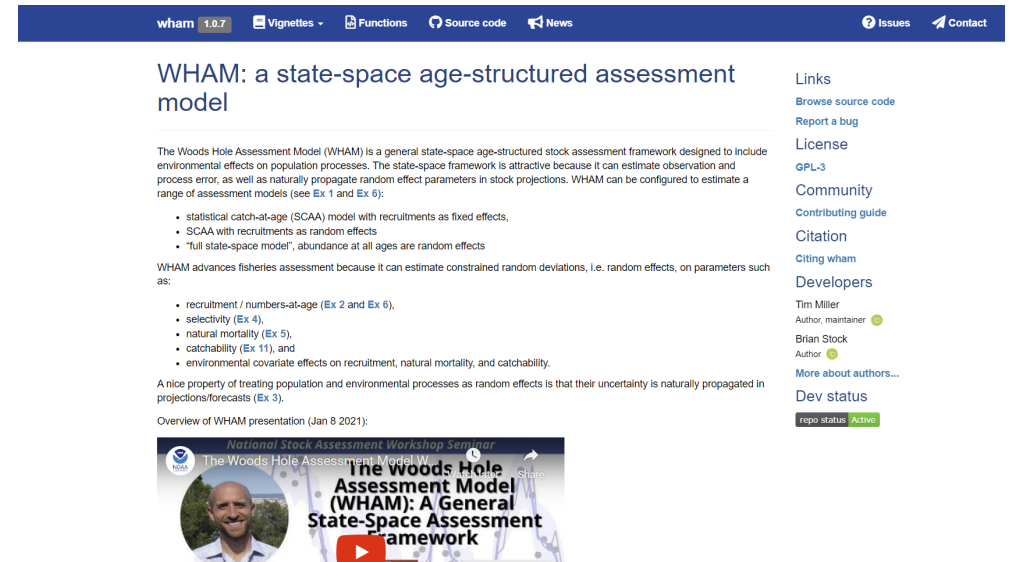 wham 1.0.7 Vignettes Functions Source code News Issues Contact
WHAM: a state-space age-structured assessment
model
The Woods Hole Assessment Model (WHAM) is a general state-space age-structured stock assessment framework designed to include
environmental effects on population processes. The state-space framework is attractive because it can estimate observation and
process error, as well as naturally propagate random effect parameters in stock projections. WHAM can be configured to estimate a
range of assessment models (see Ex 1 and Ex 6):
• statistical catch-at-age (SCAA) model with recruitments as fixed effects,
• SCAA with recruitments as random effects
• “full state-space model”, abundance at all ages are random effects
WHAM advances fisheries assessment because it can estimate constrained random deviations, i.e. random effects, on parameters such
as:
• recruitment / numbers-at-age (Ex 2 and Ex 6),
• selectivity (Ex 4),
• natural mortality (Ex 5),
• catchability (Ex 11), and
• environmental covariate effects on recruitment, natural mortality, and catchability.
A nice property of treating population and environmental processes as random effects is that their uncertainty is naturally propagated in
projections/forecasts (Ex 3).
Overview of WHAM presentation (Jan 8 2021):
National Stock Assessment Workshop Seminar
NOAA
The Woods Hole Assessment Model W...
Watch later
Share
The Woods Hole
Assessment Model
(WHAM): A General
State-Space Assessment
Framework
Links
Browse source code
Report a bug
License
GPL-3
Community
Contributing guide
Citation
Citing wham
Developers
Tim Miller
Author, maintainer iD
Brian Stock
Author iD
More about authors...
Dev status
repo status Active